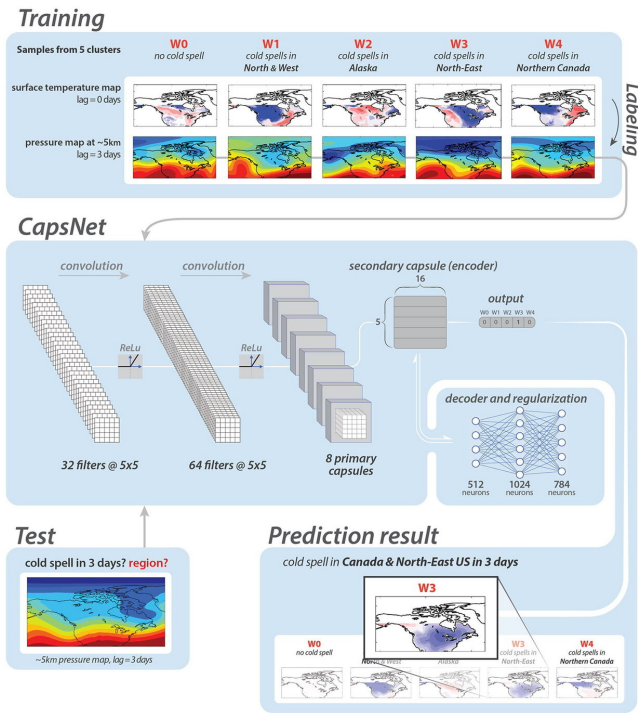 Training
Samples from 5 clusters
W0
no cold spell
W1
cold spells in
North & West
W2
cold spells in
Alaska
W3
cold spells in
North-East
W4
cold spells in
Northern Canada
surface temperature map
lag = 0 days
pressure map at ~5km
lag = 3 days
Labelling
CapsNet
convolution
convolution
secondary capsule (encoder)
16
5
output
W0 W1 W2 W3 W4
0 0 0 1 0
ReLu
ReLu
32 filters @ 5x5
64 filters @ 5x5
8 primary
capsules
decoder and regularization
512
neurons
1024
neurons
784
neurons
Test
cold spell in 3 days? region?
~5km pressure map, lag = 3 days
Prediction result
cold spell in Canada & North-East US in 3 days
W3
W0
no cold spell
North & West
Alaska
W3
cold spells in
North-East
W4
cold spells in
Northern Canada